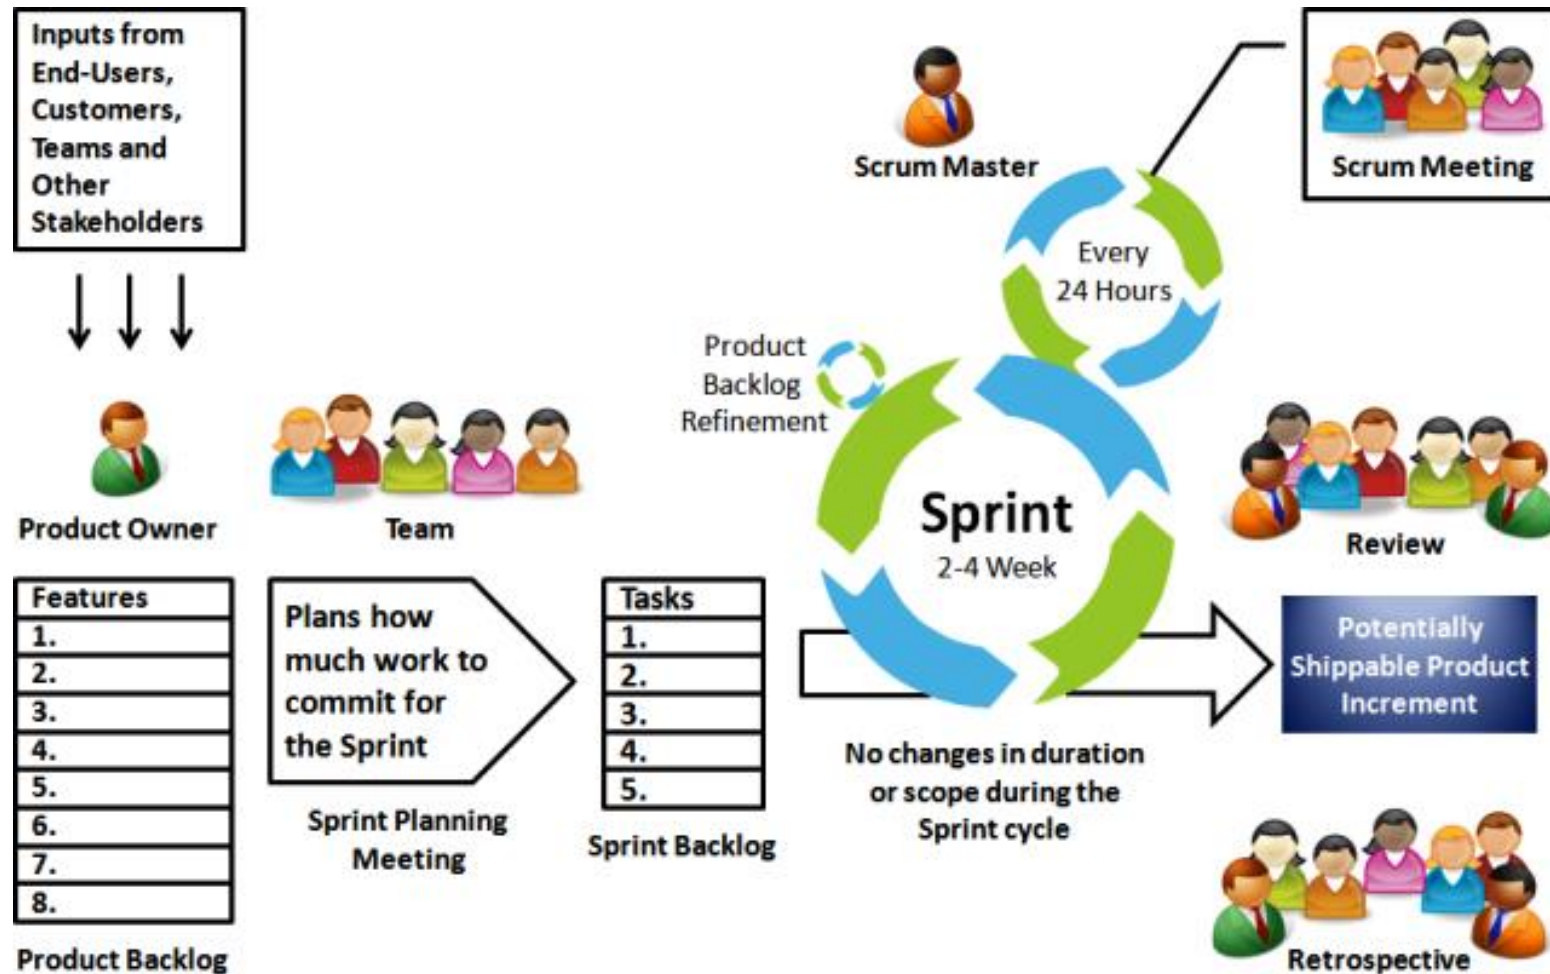 Inputs from
End-Users,
Customers,
Teams and
Other
Stakeholders
Product Owner
Team
Features
1.
2.
3.
4.
5.
6.
7.
8.
Product Backlog
Plans how
much work to
commit for
the Sprint
Sprint Planning
Meeting
Tasks
1.
2.
3.
4.
5.
Sprint Backlog
Scrum Master
Every
24 Hours
Scrum Meeting
Product
Backlog
Refinement
Sprint
2-4 Week
No changes in duration
or scope during the
Sprint cycle
Review
Potentially
Shippable Product
Increment
Retrospective